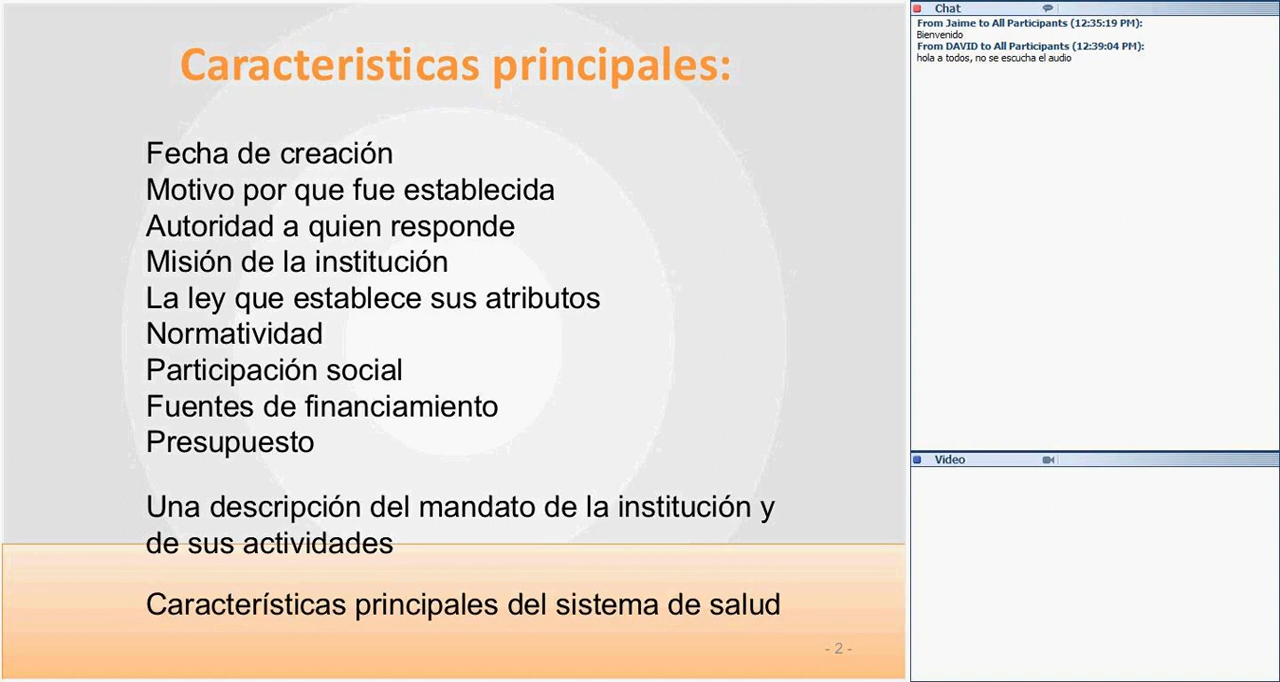 Caracteristicas principales:
Fecha de creación
Motivo por que fue establecida
Autoridad a quien responde
Misión de la institución
La ley que establece sus atributos
Normatividad
Participación social
Fuentes de financiamiento
Presupuesto
Una descripción del mandato de la institución y
de sus actividades
Características principales del sistema de salud
- 2 -
Chat
From Jaime to All Participants (12:35:19 PM):
Bienvenido
From DAVID to All Participants (12:39:04 PM):
hola a todos, no se escucha el audio
Video